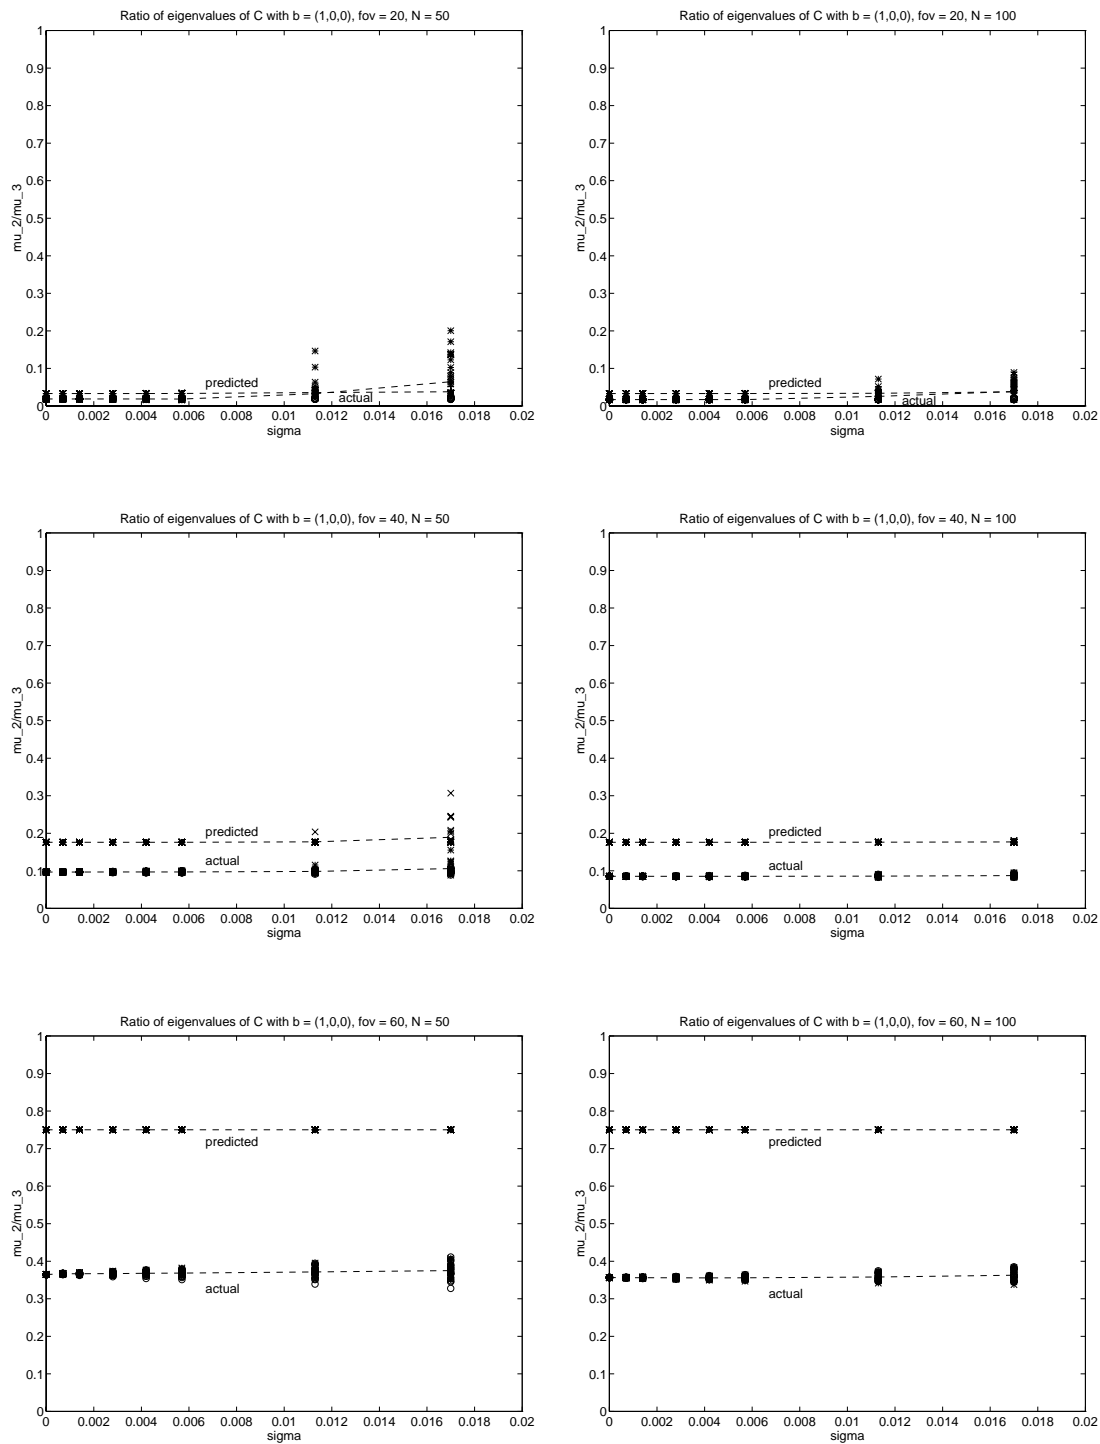 Ratio of eigenvalues of C with b = (1,0,0), fov = 20, N = 50
1
0.9
0.8
0.7
0.6
0.5
0.4
0.3
0.2
0.1
0
mu_2/mu_3
predicted
actual
0 0.002 0.004 0.006 0.008 0.01 0.012 0.014 0.016 0.018 0.02
sigma
Ratio of eigenvalues of C with b = (1,0,0), fov = 20, N = 100
1
0.9
0.8
0.7
0.6
0.5
0.4
0.3
0.2
0.1
0
mu_2/mu_3
predicted
actual
0 0.002 0.004 0.006 0.008 0.01 0.012 0.014 0.016 0.018 0.02
sigma
Ratio of eigenvalues of C with b = (1,0,0), fov = 40, N = 50
1
0.9
0.8
0.7
0.6
0.5
0.4
0.3
0.2
0.1
0
mu_2/mu_3
predicted
actual
0 0.002 0.004 0.006 0.008 0.01 0.012 0.014 0.016 0.018 0.02
sigma
Ratio of eigenvalues of C with b = (1,0,0), fov = 40, N = 100
1
0.9
0.8
0.7
0.6
0.5
0.4
0.3
0.2
0.1
0
mu_2/mu_3
predicted
actual
0 0.002 0.004 0.006 0.008 0.01 0.012 0.014 0.016 0.018 0.02
sigma
Ratio of eigenvalues of C with b = (1,0,0), fov = 60, N = 50
1
0.9
0.8
0.7
0.6
0.5
0.4
0.3
0.2
0.1
0
mu_2/mu_3
predicted
actual
0 0.002 0.004 0.006 0.008 0.01 0.012 0.014 0.016 0.018 0.02
sigma
Ratio of eigenvalues of C with b = (1,0,0), fov = 60, N = 100
1
0.9
0.8
0.7
0.6
0.5
0.4
0.3
0.2
0.1
0
mu_2/mu_3
predicted
actual
0 0.002 0.004 0.006 0.008 0.01 0.012 0.014 0.016 0.018 0.02
sigma